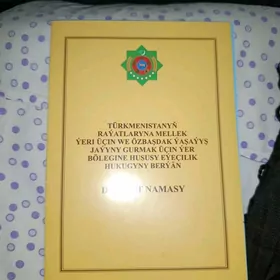 TÜRKMENISTANYŇ
RAÝATLARYNA MELLEK
ÝERI ÜÇIN WE ÖZBAŞDAK ÝAŞAÝYŞ
JAÝYNY GURMAK ÜÇIN ÝER
BÖLEGINE HUSUSY EÝEÇILIK
HUKUGYNY BERÝÄN
NAMASY